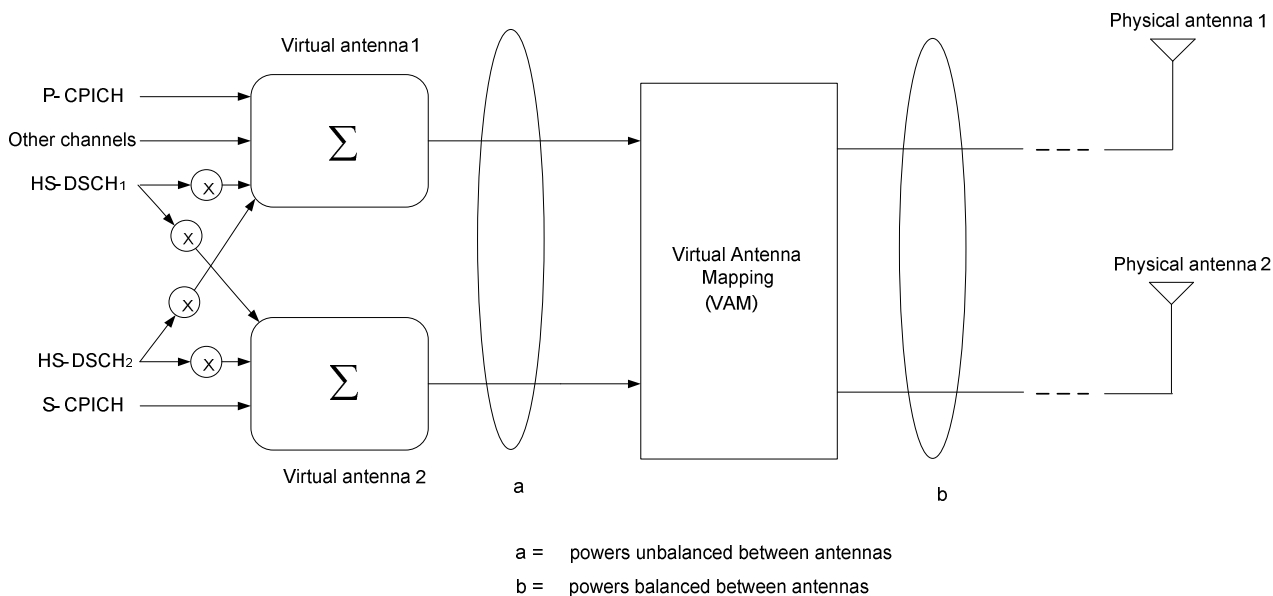 Physical antenna 1
Virtual antenna 1
P- CPICH
Other channels
HS-DSCH1
X
X
Σ
Virtual Antenna
Mapping
(VAM)
Physical antenna 2
X
HS-DSCH2
X
S- CPICH
Σ
Virtual antenna 2
a
b
a = powers unbalanced between antennas
b = powers balanced between antennas